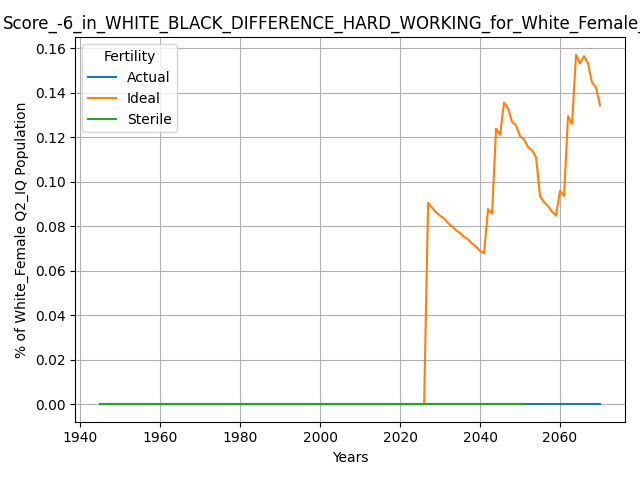 Score_-6_in_WHITE_BLACK_DIFFERENCE_HARD_WORKING_for_White_Female_
Fertility
Actual
Ideal
Sterile
% of White_Female Q2_IQ Population
0.16
0.14
0.12
0.10
0.08
0.06
0.04
0.02
0.00
1940 1960 1980 2000 2020 2040 2060
Years